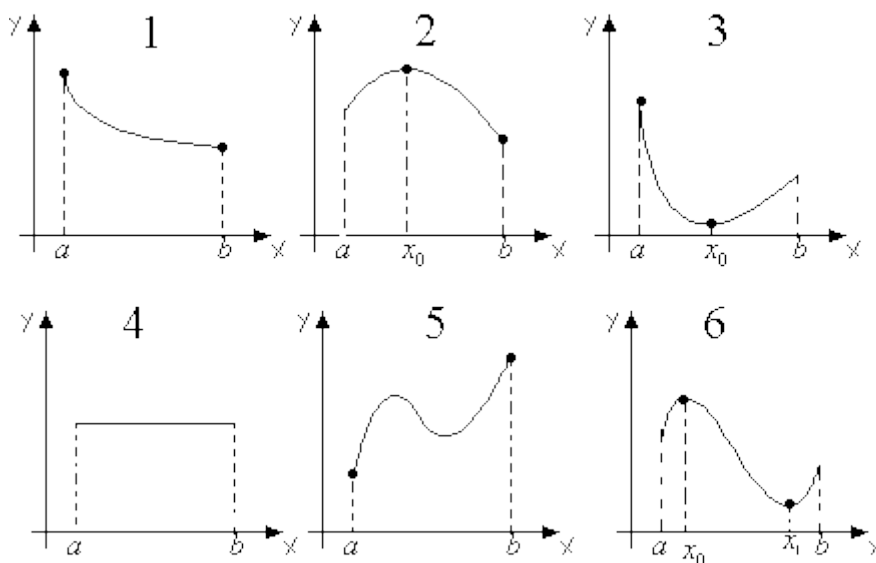 y 1 y 2 y 3
a b x a x₀ b x a x₀ b x
y 4 y 5 y 6
a b x a b x a x₀ x₁ b x